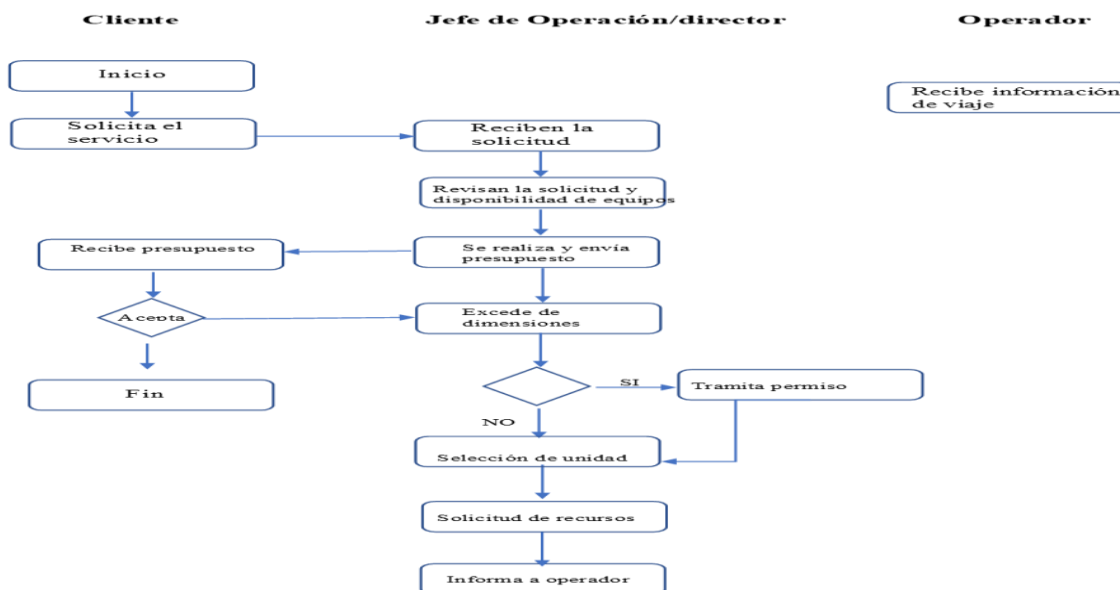 Cliente
Jefe de Operación/director
Operador
Inicio
Recibe información
de viaje
Solicita el
servicio
Reciben la
solicitud
Revisan la solicitud y
disponibilidad de equipos
Recibe presupuesto
Se realiza y envía
presupuesto
Acepta
Excede de
dimensiones
Fin
SI
Tramita permiso
NO
Selección de unidad
Solicitud de recursos
Informa a operador